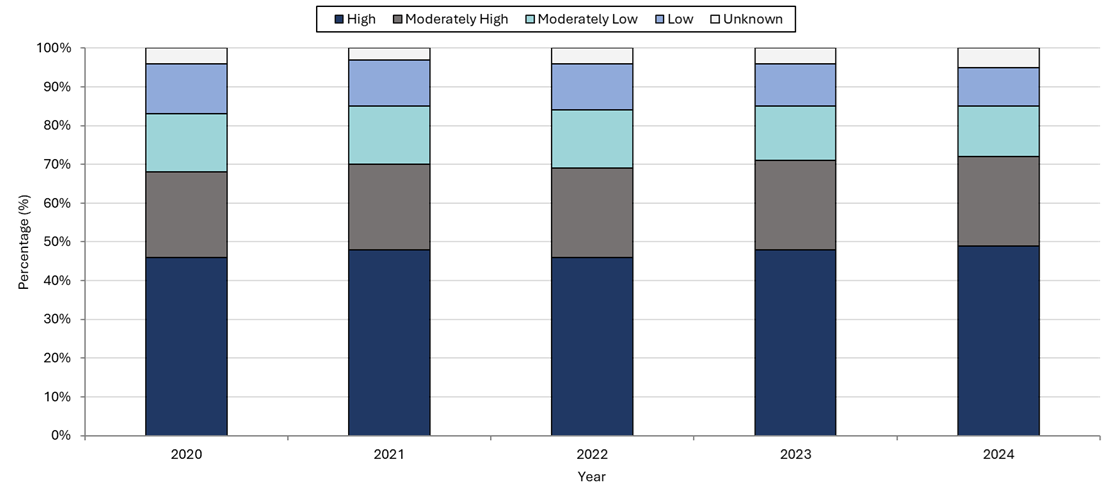 High Moderately High Moderately Low Low Unknown
100%
90%
80%
70%
60%
50%
40%
30%
20%
10%
0%
Percentage (%)
2020 2021 2022 2023 2024
Year